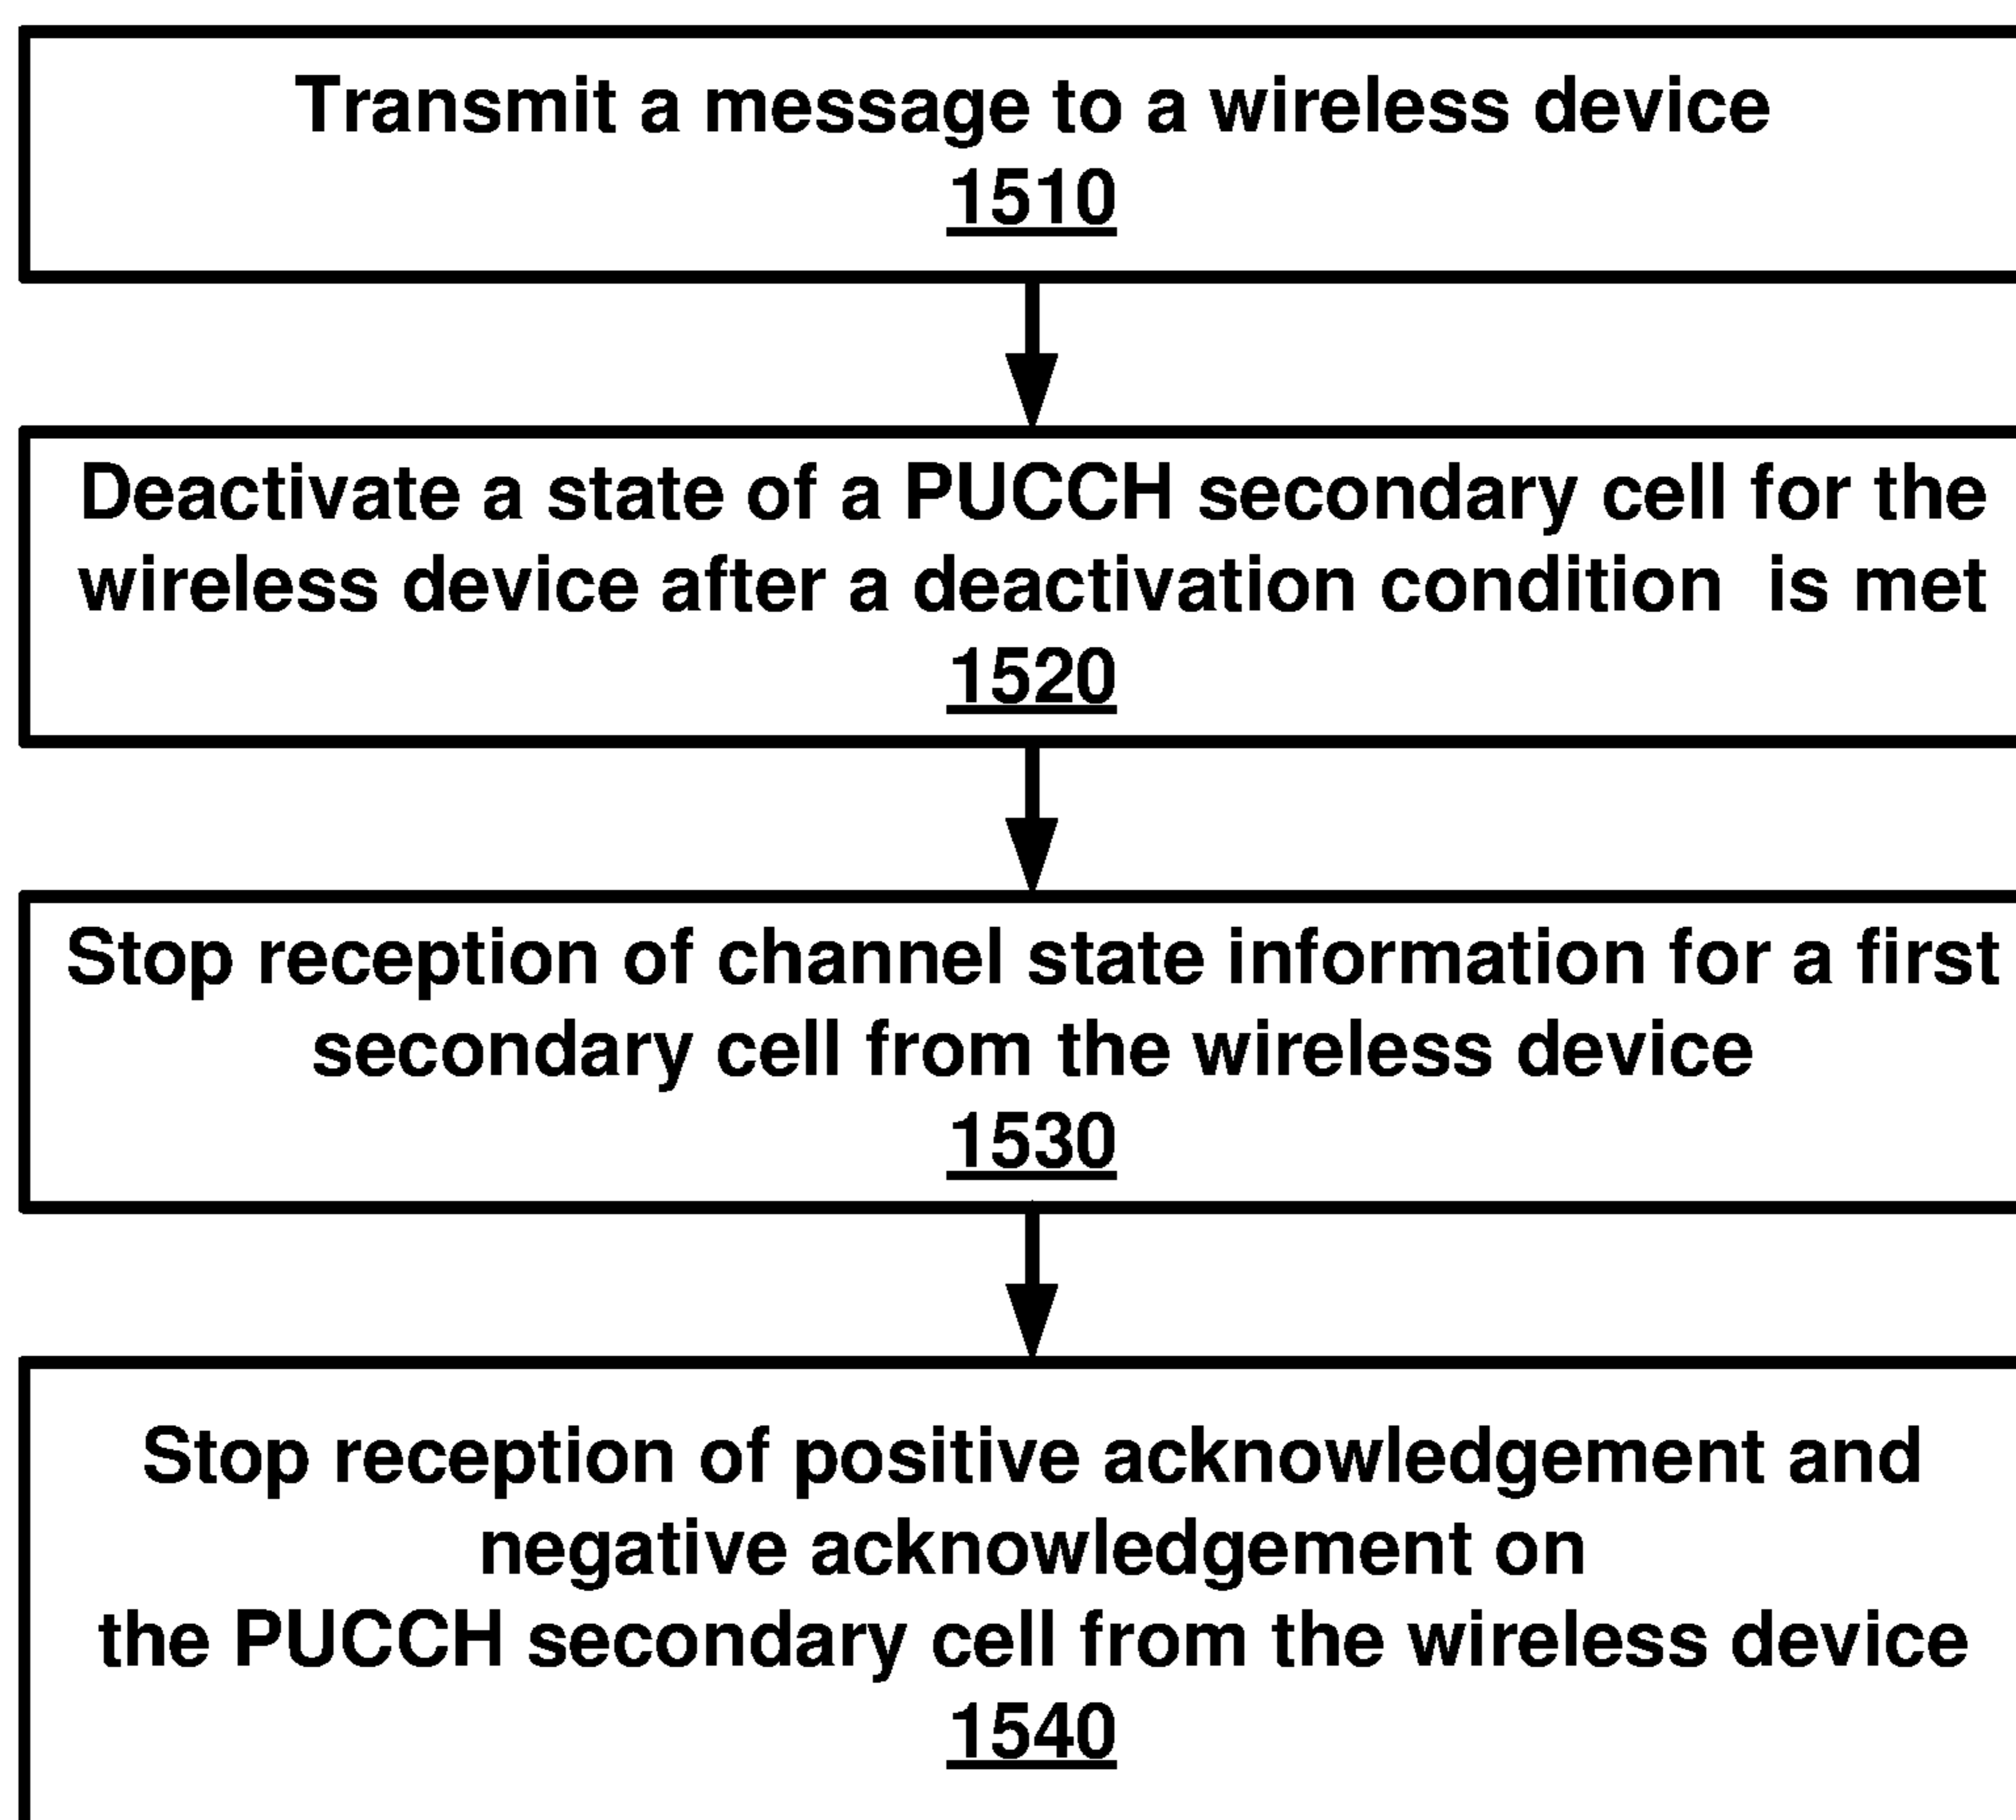 Transmit a message to a wireless device
1510
Deactivate a state of a PUCCH secondary cell for the
wireless device after a deactivation condition  is met
1520
Stop reception of channel state information for a first
secondary cell from the wireless device
1530
Stop reception of positive acknowledgement and
negative acknowledgement on
the PUCCH secondary cell from the wireless device
1540